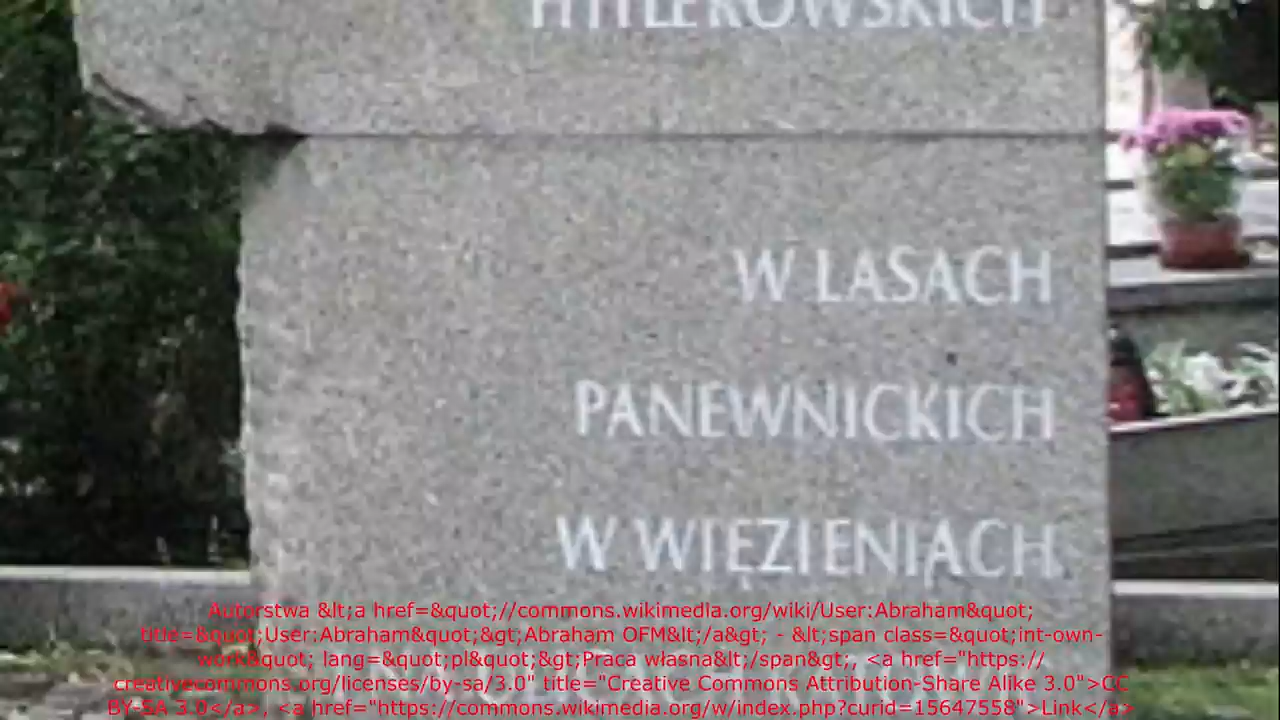 HITLEROWSKICH
W LASACH
PANEWNICKICH
W WIĘZIENIACH
Autorstwa &lt;a href=&quot;//commons.wikimedia.org/wiki/User:Abraham&quot;
title=&quot;User:Abraham&quot;&gt;Abraham OFM&lt;/a&gt; - &lt;span class=&quot;int-own-
work&quot; lang=&quot;pl&quot;&gt;Praca własna&lt;/span&gt;, <a href="https://
creativecommons.org/licenses/by-sa/3.0" title="Creative Commons Attribution-Share Alike 3.0">CC
BY-SA 3.0</a>, <a href="https://commons.wikimedia.org/w/index.php?curid=15647558">Link</a>